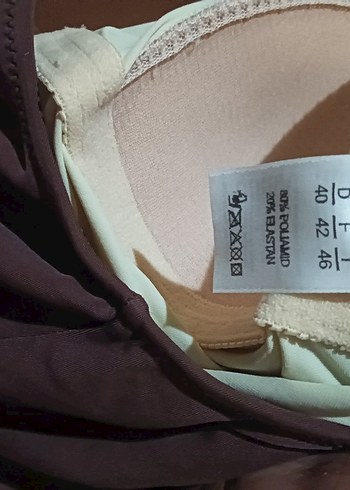 D F I
40 42 46
80% POLIAMID
20% ELASTAN